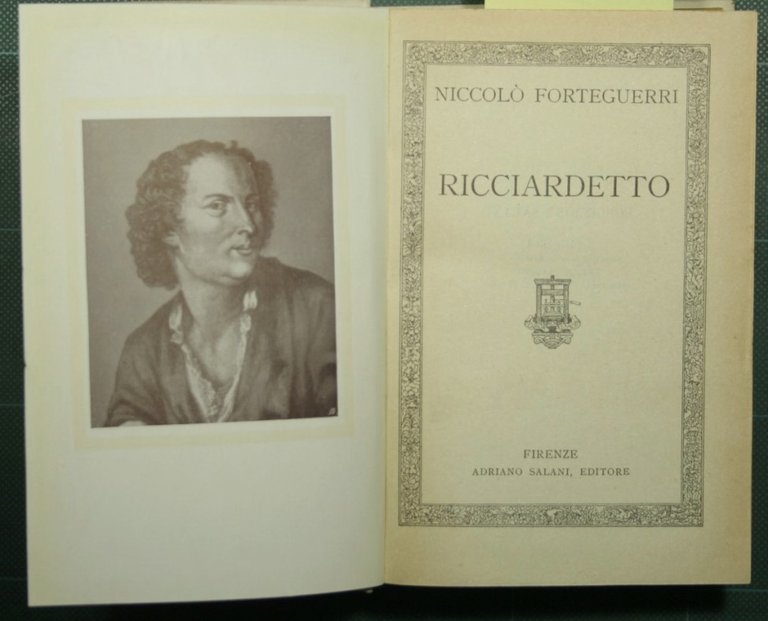 NICCOLÒ FORTEGUERRI
RICCIARDETTO
FIRENZE
ADRIANO SALANI, EDITORE